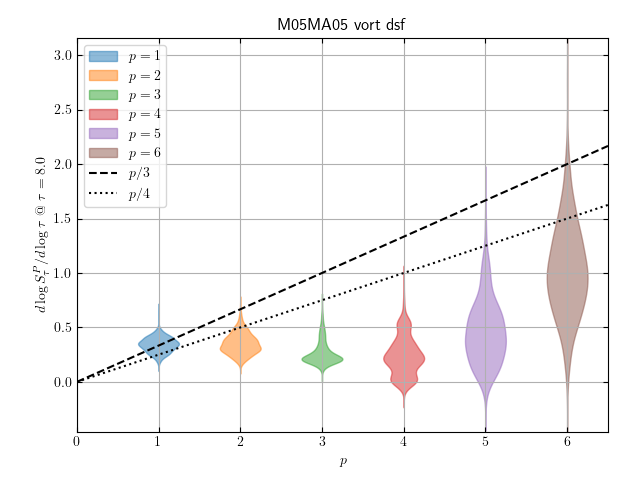 M05MA05 vort dsf
d log S_τ^P / d log τ @ τ = 8.0
3.0
2.5
2.0
1.5
1.0
0.5
0.0
p = 1
p = 2
p = 3
p = 4
p = 5
p = 6
p/3
p/4
0 1 2 3 4 5 6
p